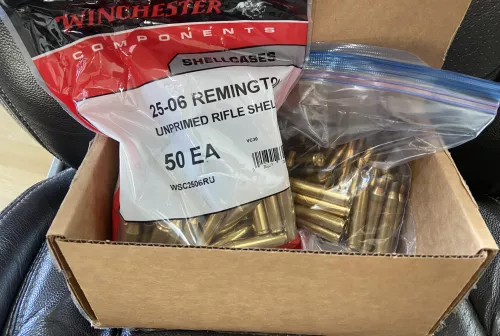 WINCHESTER
COMPONENTS
SHELLCASES
25-06 REMINGTO
UNPRIMED RIFLE SHEL
50 EA
WSC2506RU